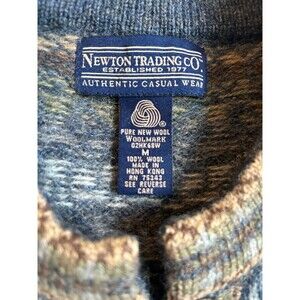 NEWTON TRADING CO
ESTABLISHED 1977
AUTHENTIC CASUAL WEAR
PURE NEW WOOL
WOOLMARK
02HK68W
M
100% WOOL
MADE IN
HONG KONG
RN 75343
SEE REVERSE
CARE